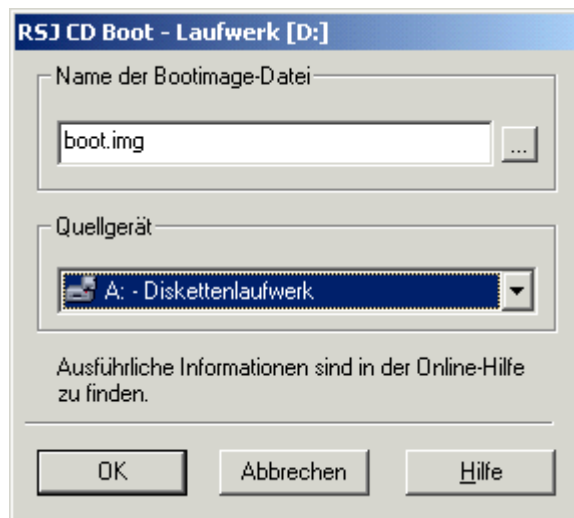 RSJ CD Boot - Laufwerk [D:]
Name der Bootimage-Datei
boot.img
...
Quellgerät
A: - Diskettenlaufwerk
Ausführliche Informationen sind in der Online-Hilfe
zu finden.
OK
Abbrechen
Hilfe